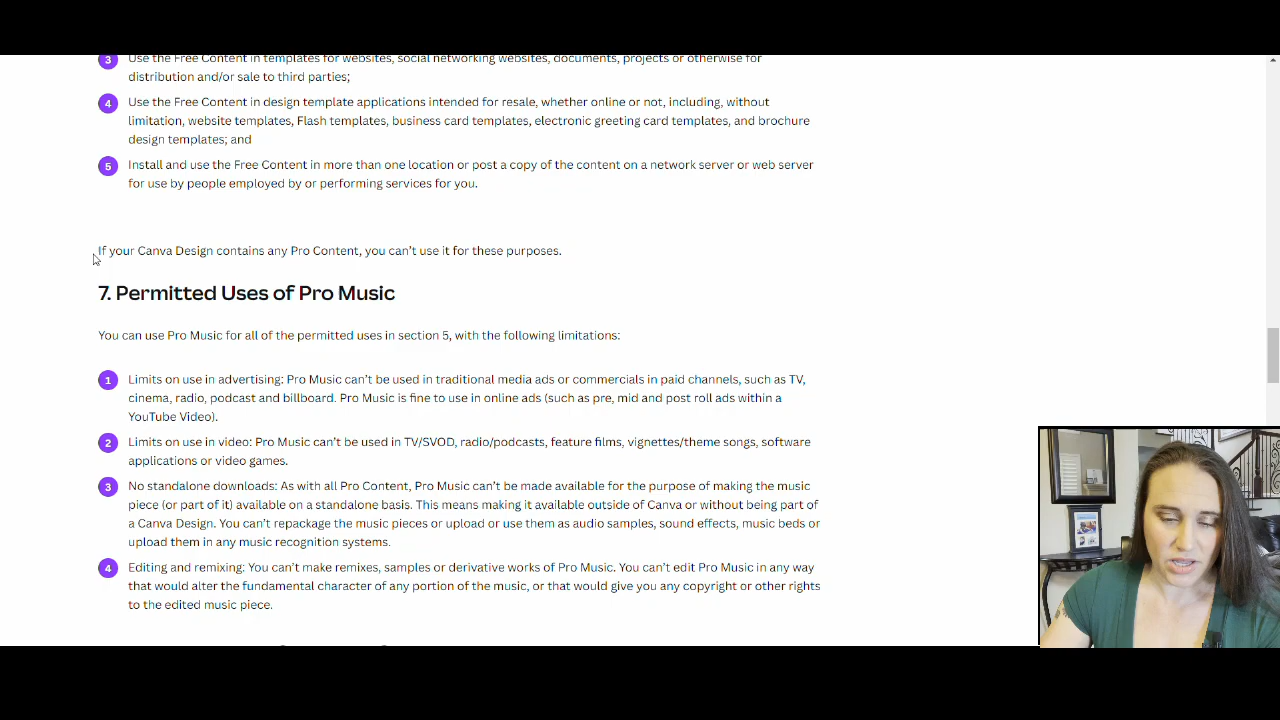 3 Use the Free Content in templates for websites, social networking websites, documents, projects or otherwise for
distribution and/or sale to third parties;
4 Use the Free Content in design template applications intended for resale, whether online or not, including, without
limitation, website templates, Flash templates, business card templates, electronic greeting card templates, and brochure
design templates; and
5 Install and use the Free Content in more than one location or post a copy of the content on a network server or web server
for use by people employed by or performing services for you.
If your Canva Design contains any Pro Content, you can't use it for these purposes.
7. Permitted Uses of Pro Music
You can use Pro Music for all of the permitted uses in section 5, with the following limitations:
1 Limits on use in advertising: Pro Music can't be used in traditional media ads or commercials in paid channels, such as TV,
cinema, radio, podcast and billboard. Pro Music is fine to use in online ads (such as pre, mid and post roll ads within a
YouTube Video).
2 Limits on use in video: Pro Music can't be used in TV/SVOD, radio/podcasts, feature films, vignettes/theme songs, software
applications or video games.
3 No standalone downloads: As with all Pro Content, Pro Music can't be made available for the purpose of making the music
piece (or part of it) available on a standalone basis. This means making it available outside of Canva or without being part of
a Canva Design. You can't repackage the music pieces or upload or use them as audio samples, sound effects, music beds or
upload them in any music recognition systems.
4 Editing and remixing: You can't make remixes, samples or derivative works of Pro Music. You can't edit Pro Music in any way
that would alter the fundamental character of any portion of the music, or that would give you any copyright or other rights
to the edited music piece.